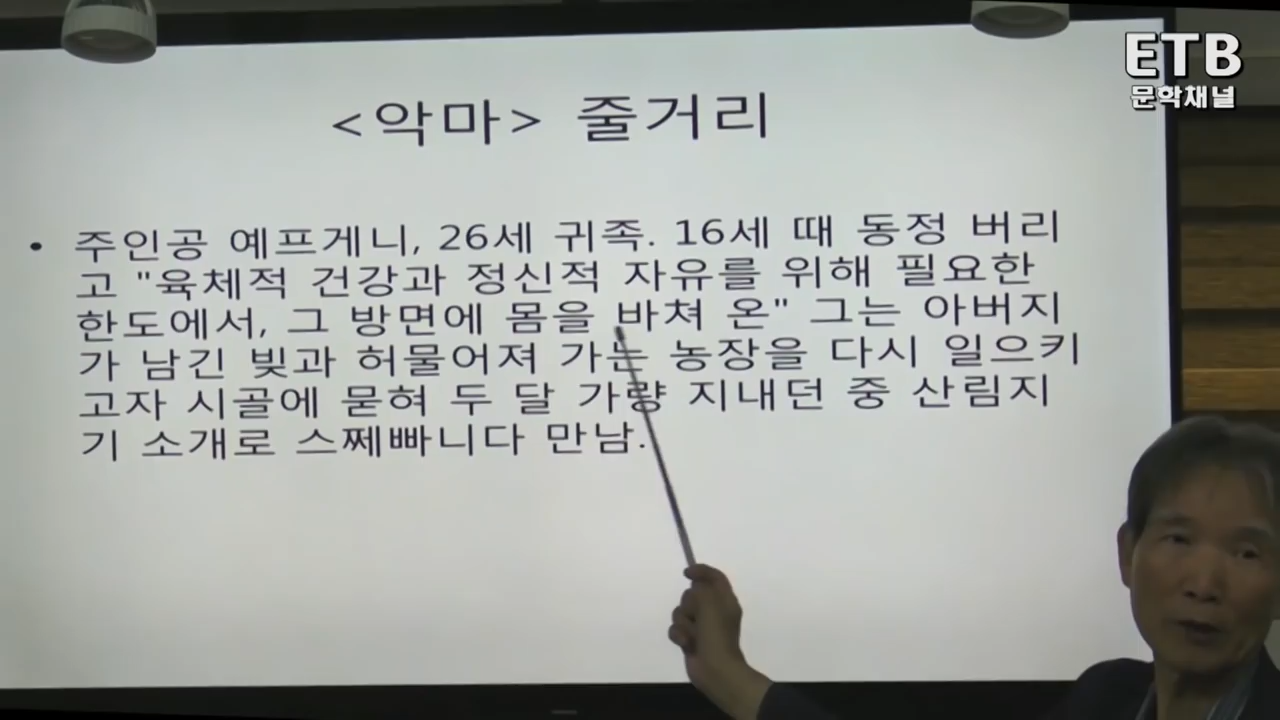 ETB
문학채널
<악마> 줄거리
• 주인공 예프게니, 26세 귀족. 16세 때 동정 버리
고 "육체적 건강과 정신적 자유를 위해 필요한
한도에서, 그 방면에 몸을 바쳐 온" 그는 아버지
가 남긴 빚과 허물어져 가는 농장을 다시 일으키
고자 시골에 묻혀 두 달 가량 지내던 중 산림지
기 소개로 스쩨빠니다 만남.